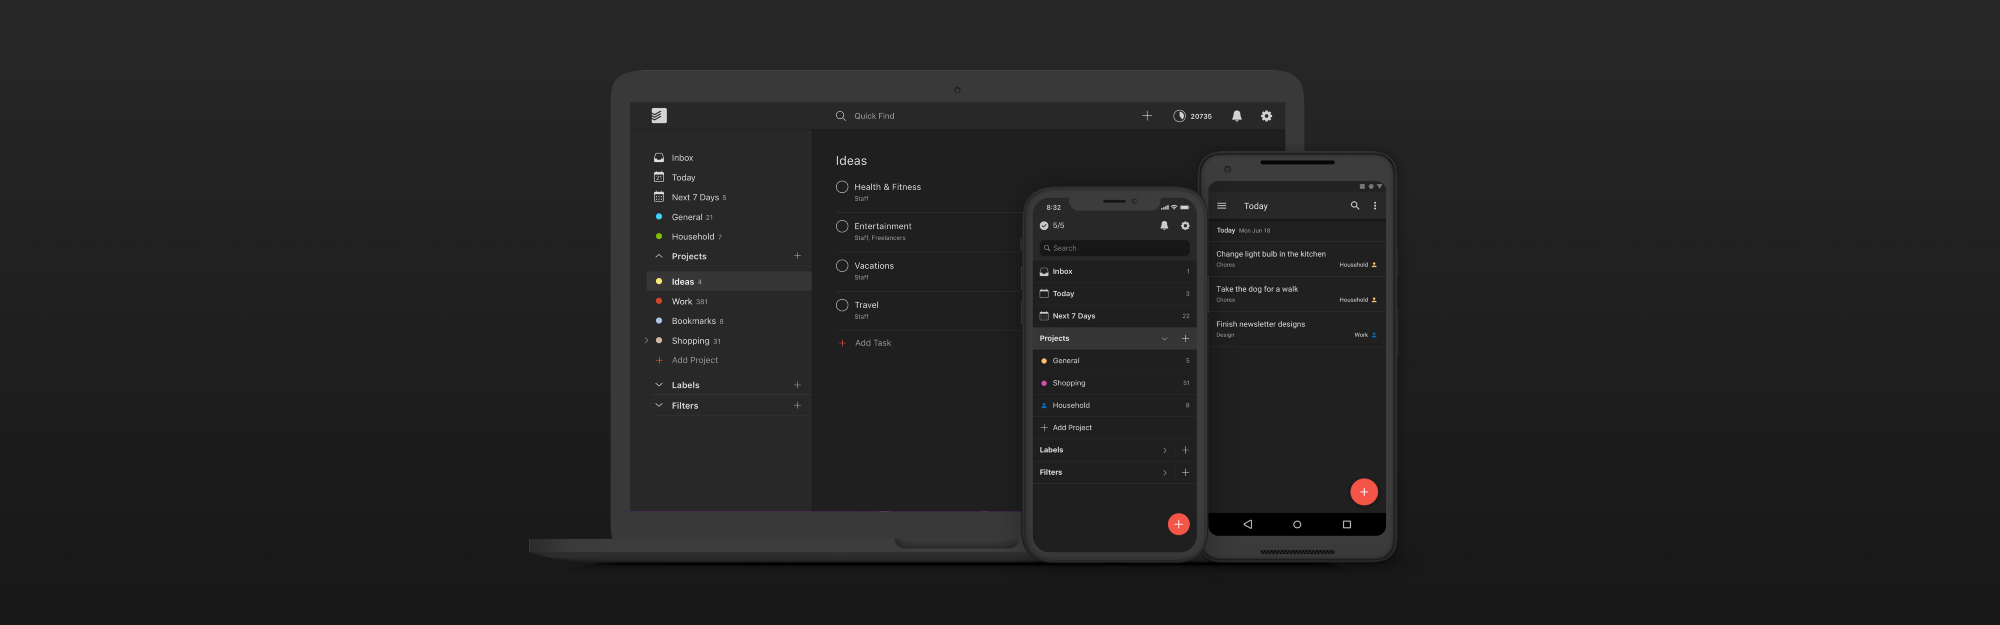 Quick Find
20735
Inbox
21
Today
Next 7 Days 5
General 21
Household 7
Projects
Ideas 4
Work 381
Bookmarks 8
Shopping 31
Add Project
Labels
Filters
Ideas
Health & Fitness
Staff
Entertainment
Staff, Freelancers
Vacations
Staff
Travel
Staff
Add Task
8:32
5/5
Search
Inbox 1
Today 3
Next 7 Days 22
Projects
General 5
Shopping 51
Household 8
Add Project
Labels
Filters
Today
Today Mon Jun 18
Change light bulb in the kitchen
Chores Household
Take the dog for a walk
Chores Household
Finish newsletter designs
Design Work